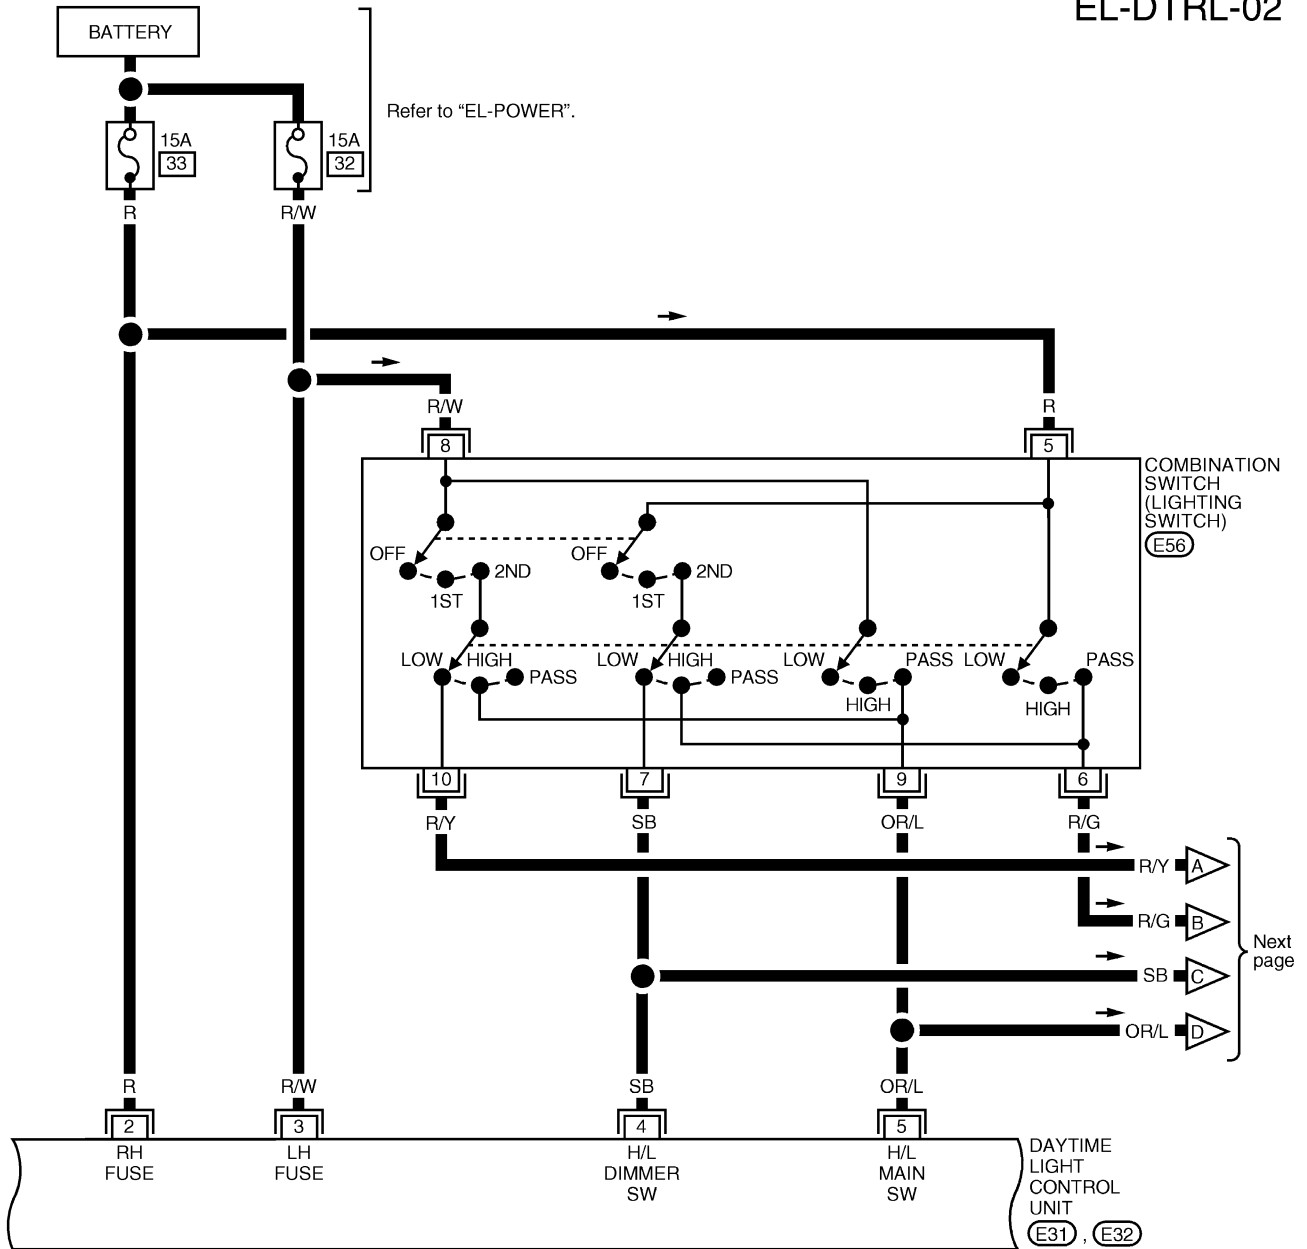 EL-DTRL-02
BATTERY
Refer to “EL-POWER”.
15A
33
15A
32
R
R/W
R/W
R
8
5
COMBINATION
SWITCH
(LIGHTING
SWITCH)
E56
OFF
1ST
2ND
OFF
1ST
2ND
LOW
HIGH
PASS
LOW
HIGH
PASS
LOW
HIGH
PASS
LOW
HIGH
PASS
10
7
9
6
R/Y
SB
OR/L
R/G
R/Y
A
R/G
B
SB
C
OR/L
D
Next
page
R
R/W
SB
OR/L
2
3
4
5
RH
FUSE
LH
FUSE
H/L
DIMMER
SW
H/L
MAIN
SW
DAYTIME
LIGHT
CONTROL
UNIT
E31 , E32